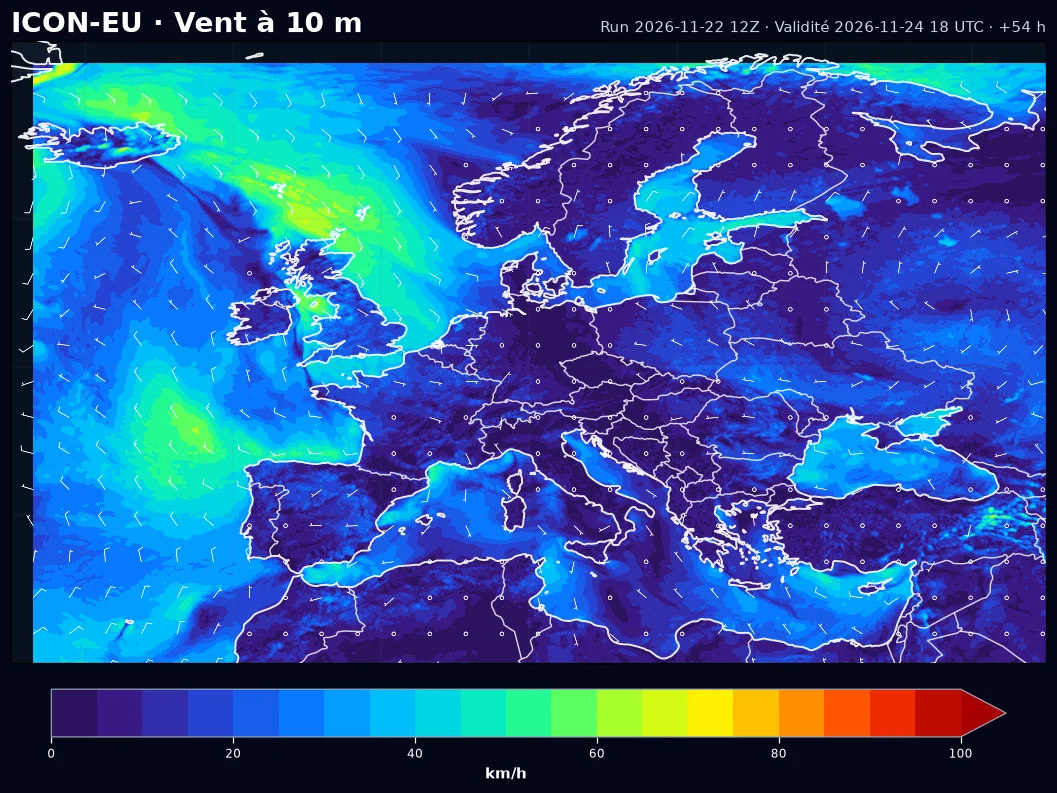 ICON-EU · Vent à 10 m
Run 2026-11-22 12Z · Validité 2026-11-24 18 UTC · +54 h
0 20 40 60 80 100
km/h